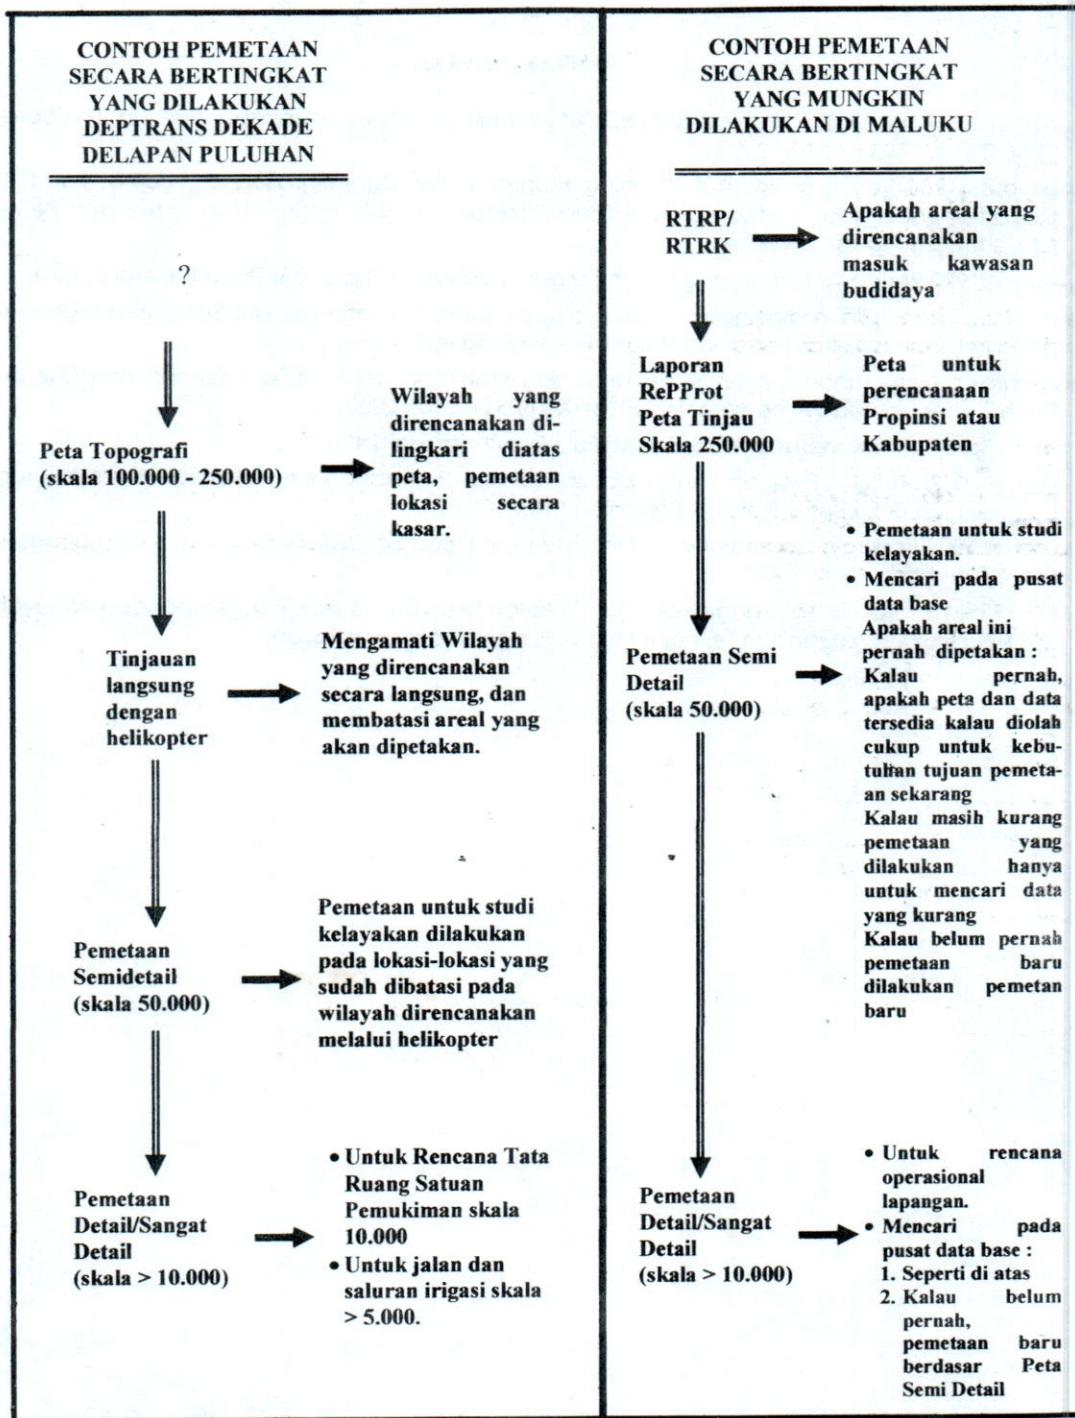 CONTOH PEMETAAN
SECARA BERTINGKAT
YANG DILAKUKAN
DEPTRANS DEKADE
DELAPAN PULUHAN
?
Peta Topografi
(skala 100.000 - 250.000)
Wilayah yang
direncanakan di-
lingkari diatas
peta, pemetaan
lokasi secara
kasar.
Tinjauan
langsung
dengan
helikopter
Mengamati Wilayah
yang direncanakan
secara langsung, dan
membatasi areal yang
akan dipetakan.
Pemetaan
Semidetail
(skala 50.000)
Pemetaan untuk studi
kelayakan dilakukan
pada lokasi-lokasi yang
sudah dibatasi pada
wilayah direncanakan
melalui helikopter
Pemetaan
Detail/Sangat
Detail
(skala > 10.000)
• Untuk Rencana Tata
Ruang Satuan
Pemukiman skala
10.000
• Untuk jalan dan
saluran irigasi skala
> 5.000.
CONTOH PEMETAAN
SECARA BERTINGKAT
YANG MUNGKIN
DILAKUKAN DI MALUKU
RTRP/
RTRK
Apakah areal yang
direncanakan
masuk kawasan
budidaya
Laporan
RePProt
Peta Tinjau
Skala 250.000
Peta untuk
perencanaan
Propinsi atau
Kabupaten
Pemetaan Semi
Detail
(skala 50.000)
• Pemetaan untuk studi
kelayakan.
• Mencari pada pusat
data base
Apakah areal ini
pernah dipetakan :
Kalau pernah,
apakah peta dan data
tersedia kalau diolah
cukup untuk kebu-
tuhan tujuan pemeta-
an sekarang
Kalau masih kurang
pemetaan yang
dilakukan hanya
untuk mencari data
yang kurang
Kalau belum pernah
pemetaan baru
dilakukan pemetan
baru
Pemetaan
Detail/Sangat
Detail
(skala > 10.000)
• Untuk rencana
operasional
lapangan.
• Mencari pada
pusat data base :
1. Seperti di atas
2. Kalau belum
pernah,
pemetaan baru
berdasar Peta
Semi Detail